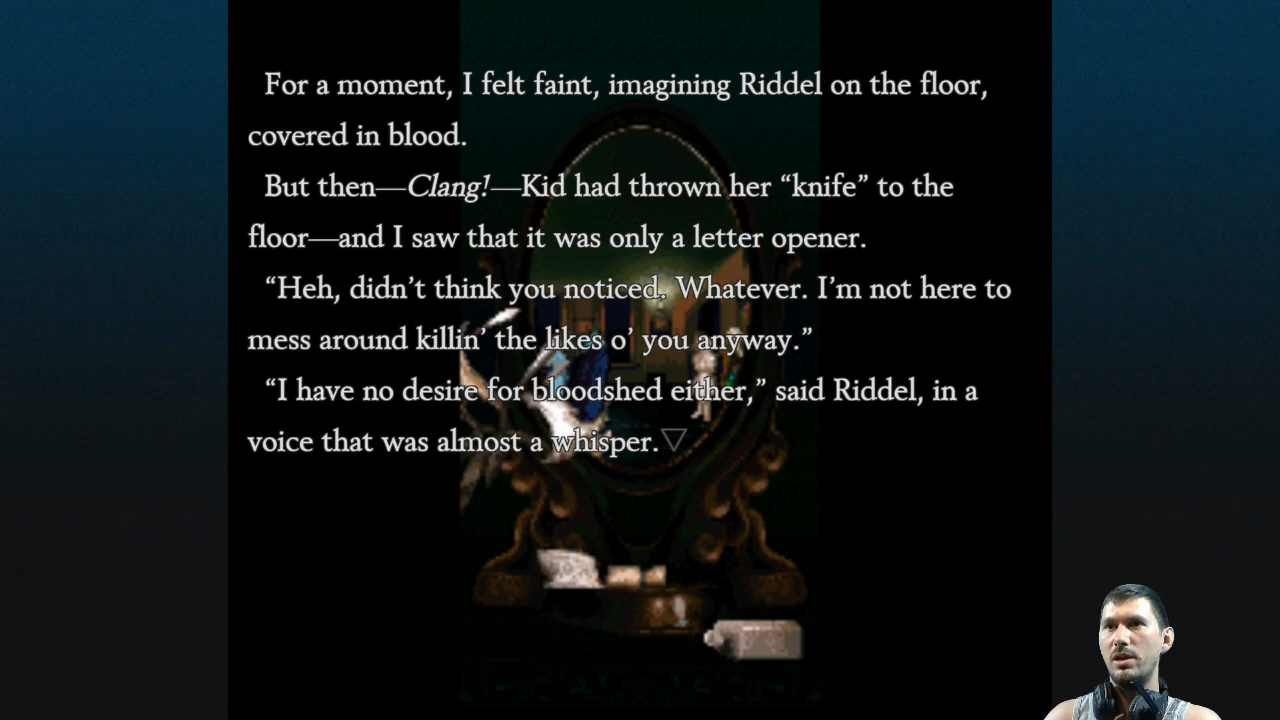 For a moment, I felt faint, imagining Riddel on the floor,
covered in blood.
But then—Clang!—Kid had thrown her “knife” to the
floor—and I saw that it was only a letter opener.
“Heh, didn’t think you noticed. Whatever. I’m not here to
mess around killin’ the likes o’ you anyway.”
“I have no desire for bloodshed either,” said Riddel, in a
voice that was almost a whisper.